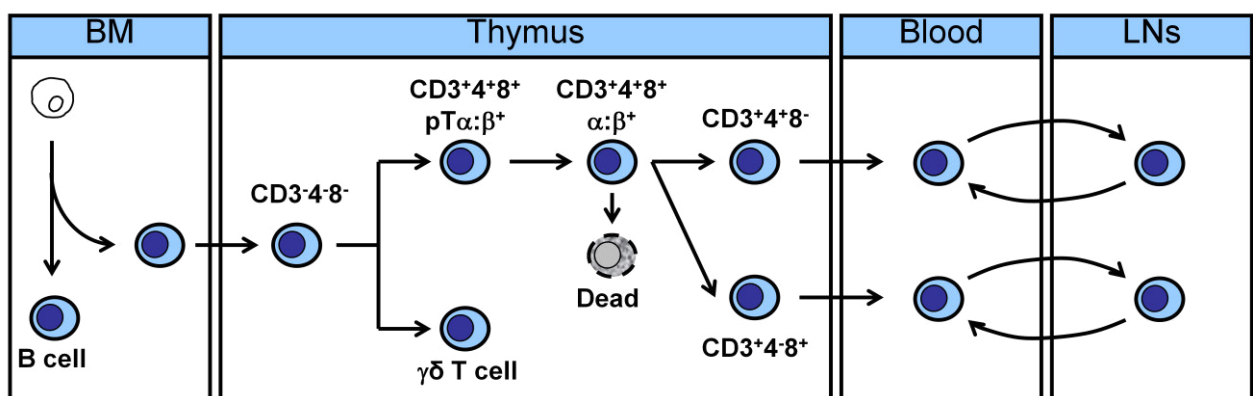 BM
Thymus
Blood
LNs
CD3⁺4⁺8⁺
pTα:β⁺
CD3⁺4⁺8⁺
α:β⁺
CD3⁺4⁺8⁻
CD3⁻4⁻8⁻
Dead
B cell
γδ T cell
CD3⁺4⁻8⁺